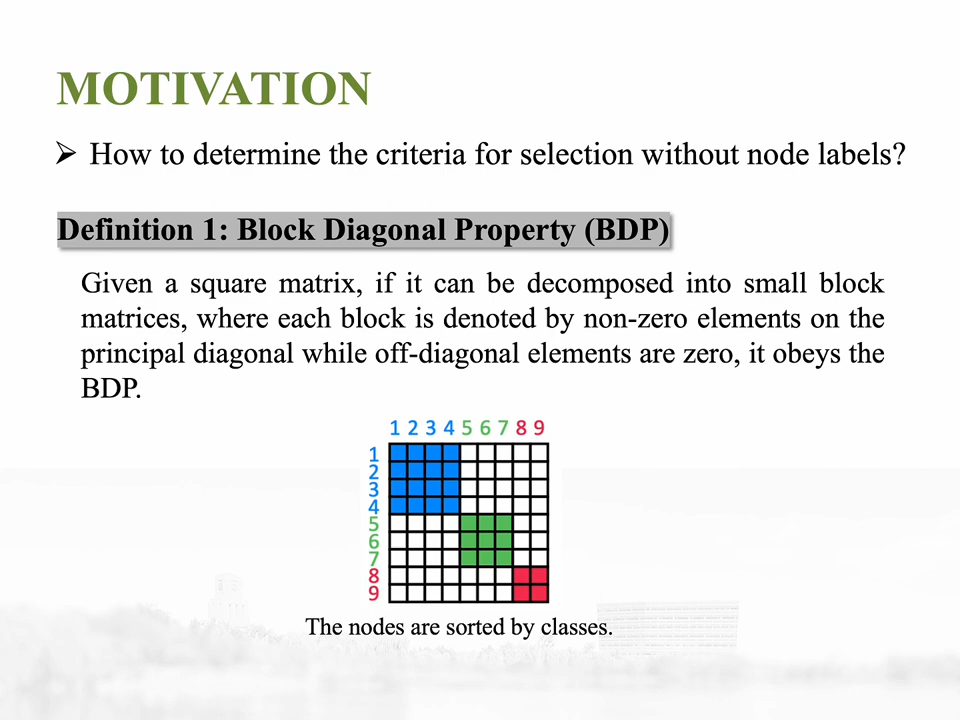 MOTIVATION
➢ How to determine the criteria for selection without node labels?
Definition 1: Block Diagonal Property (BDP)
Given a square matrix, if it can be decomposed into small block
matrices, where each block is denoted by non-zero elements on the
principal diagonal while off-diagonal elements are zero, it obeys the
BDP.
1 2 3 4 5 6 7 8 9
1
2
3
4
5
6
7
8
9
The nodes are sorted by classes.